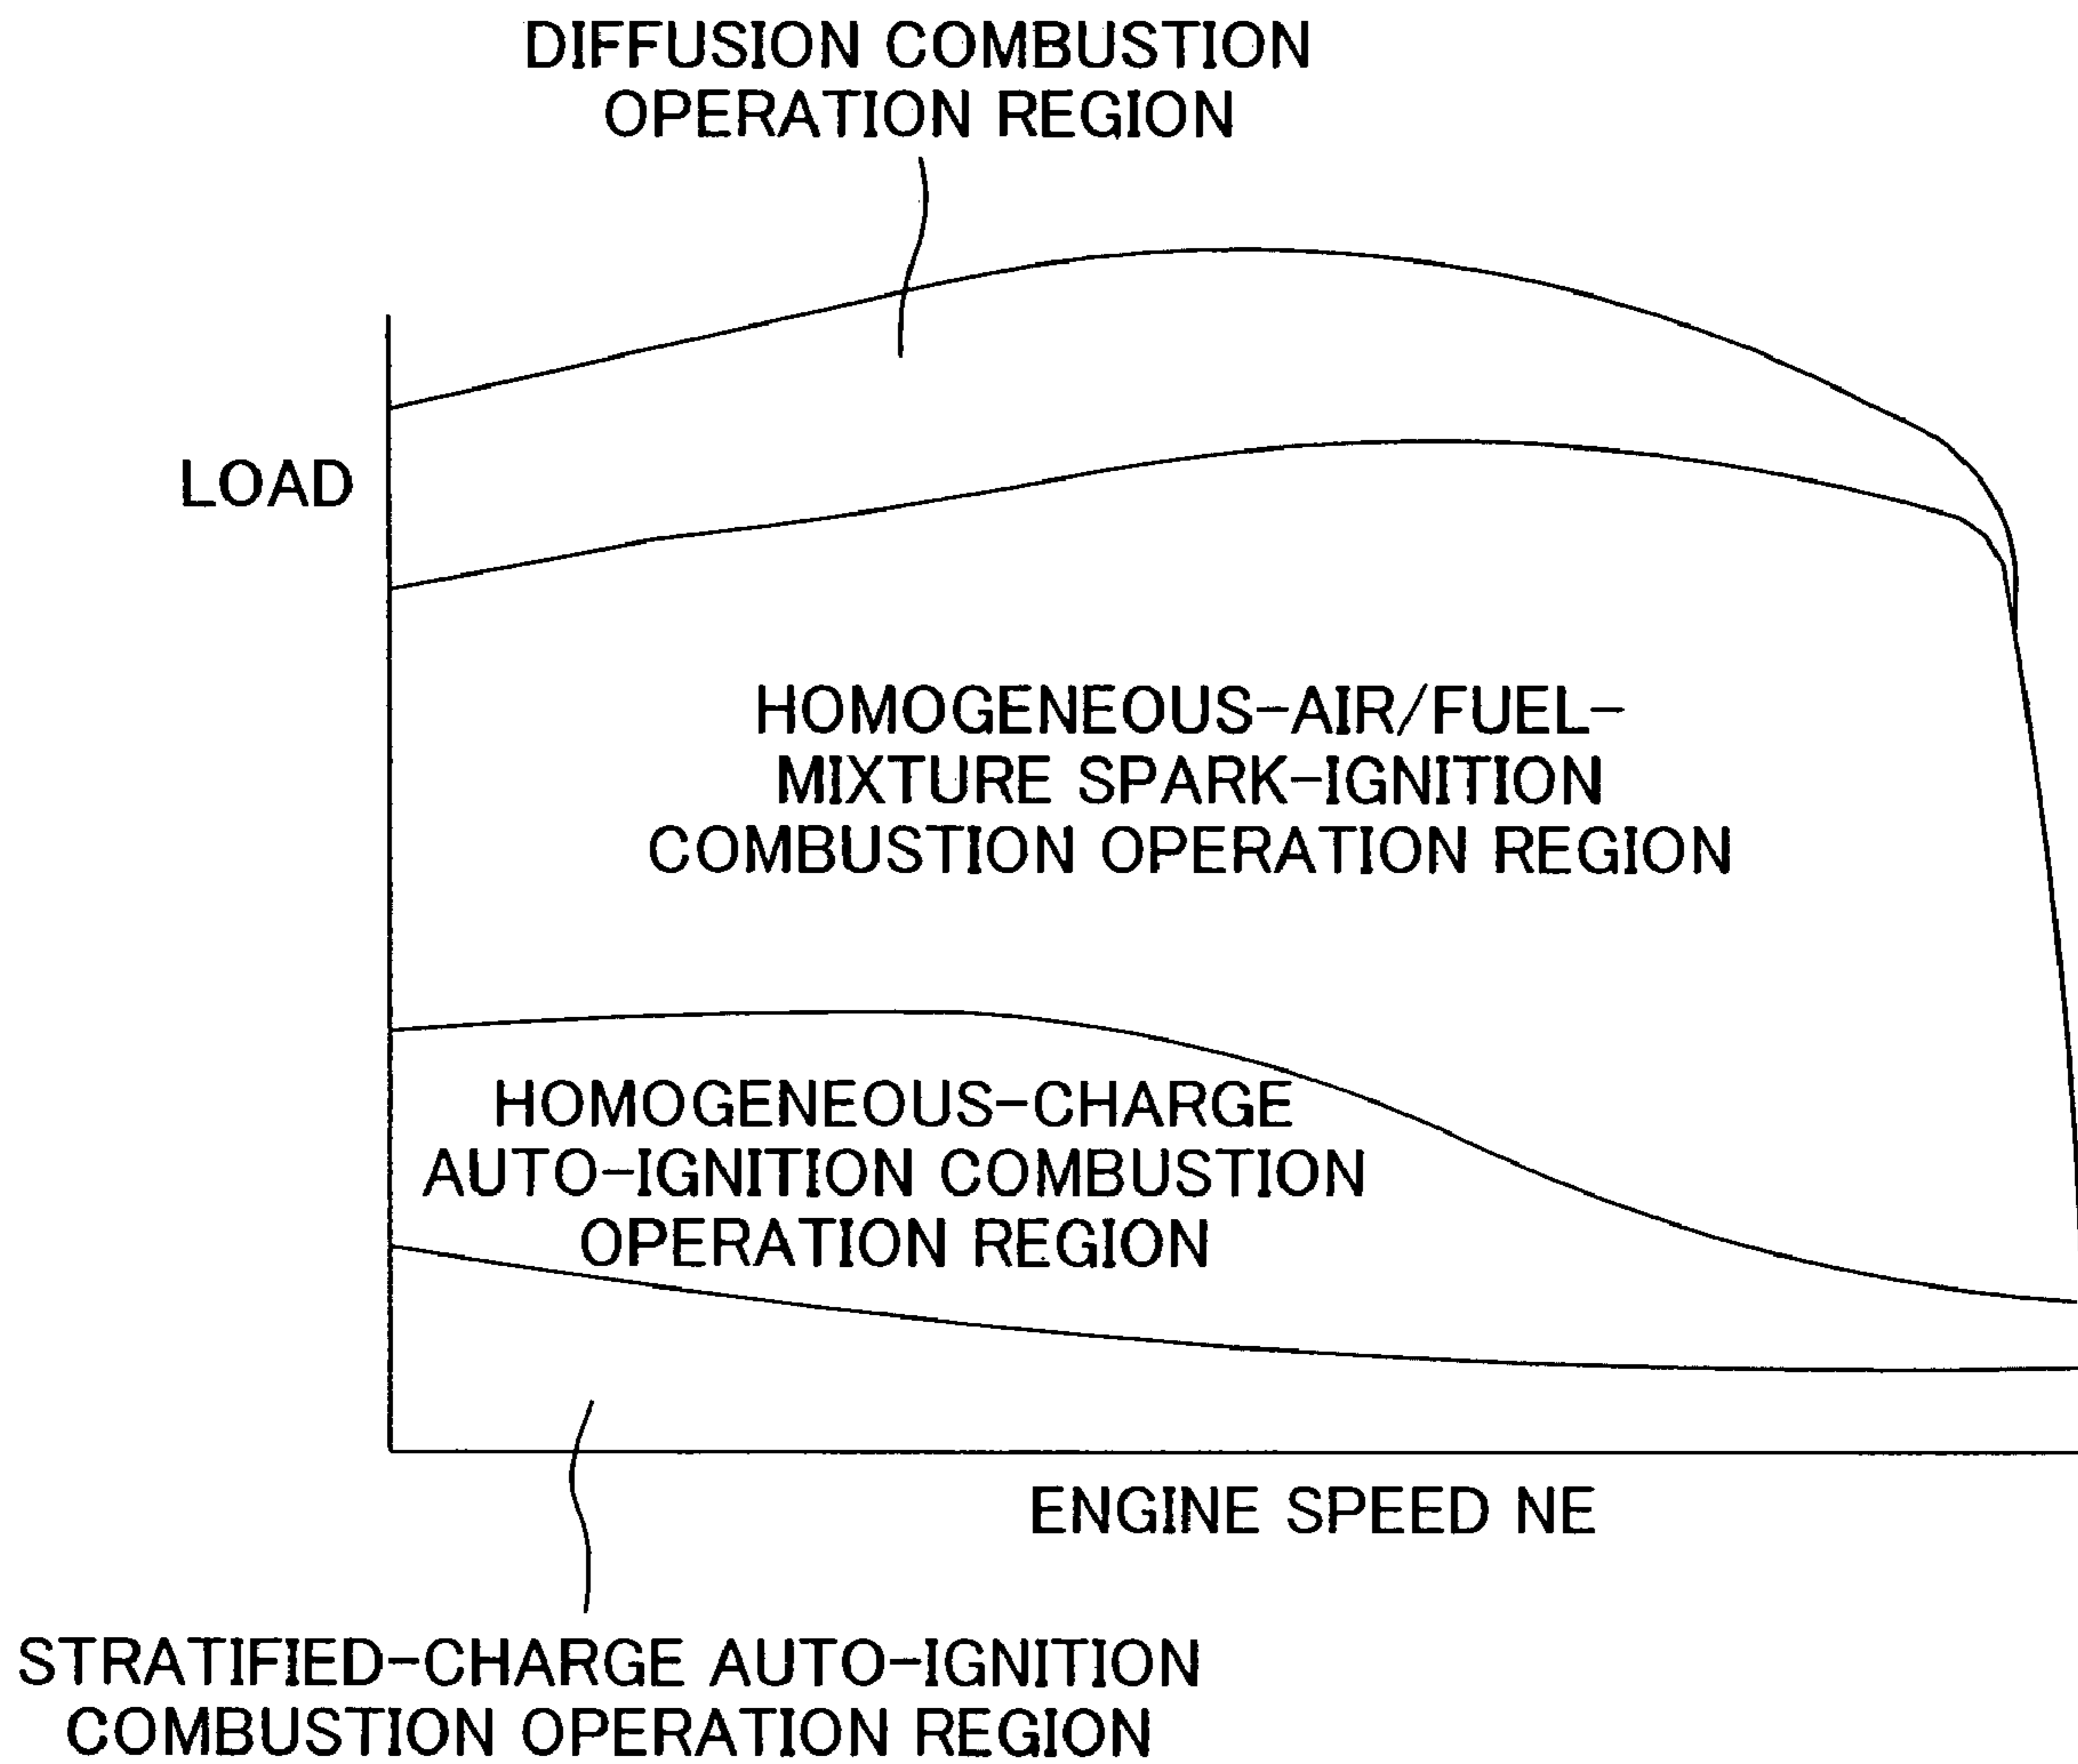 DIFFUSION COMBUSTION
OPERATION REGION
LOAD
HOMOGENEOUS-AIR/FUEL-
MIXTURE SPARK-IGNITION
COMBUSTION OPERATION REGION
HOMOGENEOUS-CHARGE
AUTO-IGNITION COMBUSTION
OPERATION REGION
ENGINE SPEED NE
STRATIFIED-CHARGE AUTO-IGNITION
COMBUSTION OPERATION REGION